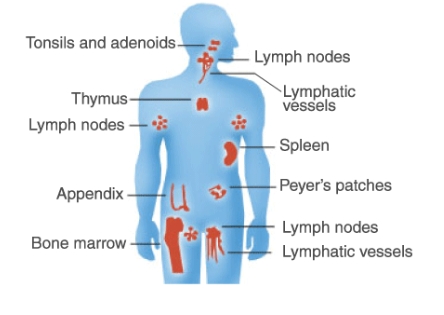 Tonsils and adenoids
Lymph nodes
Lymphatic
vessels
Thymus
Lymph nodes
Spleen
Appendix
Peyer's patches
Bone marrow
Lymph nodes
Lymphatic vessels